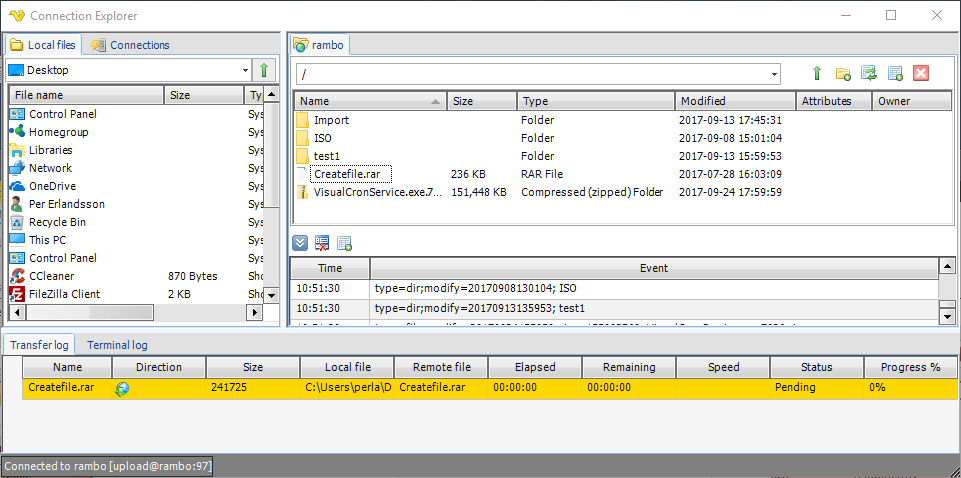 Connection Explorer
Local files Connections
Desktop
File name Size Ty
Control Panel Sys
Homegroup Sys
Libraries Sys
Network Sys
OneDrive Sys
Per Erlandsson Sys
Recycle Bin Sys
This PC Sys
Control Panel Sys
CCleaner 870 Bytes Sho
FileZilla Client 2 KB Sho
rambo
/
Name Size Type Modified Attributes Owner
Import Folder 2017-09-13 17:45:31
ISO Folder 2017-09-08 15:01:04
test1 Folder 2017-09-13 15:59:53
Createfile.rar 236 KB RAR File 2017-07-28 16:03:09
VisualCronService.exe.7... 151,448 KB Compressed (zipped) Folder 2017-09-24 17:59:59
Time Event
10:51:30 type=dir;modify=20170908130104; ISO
10:51:30 type=dir;modify=20170913135953; test1
Transfer log Terminal log
Name Direction Size Local file Remote file Elapsed Remaining Speed Status Progress %
Createfile.rar 241725 C:\Users\perla\D Createfile.rar 00:00:00 00:00:00 Pending 0%
Connected to rambo [upload@rambo:97]